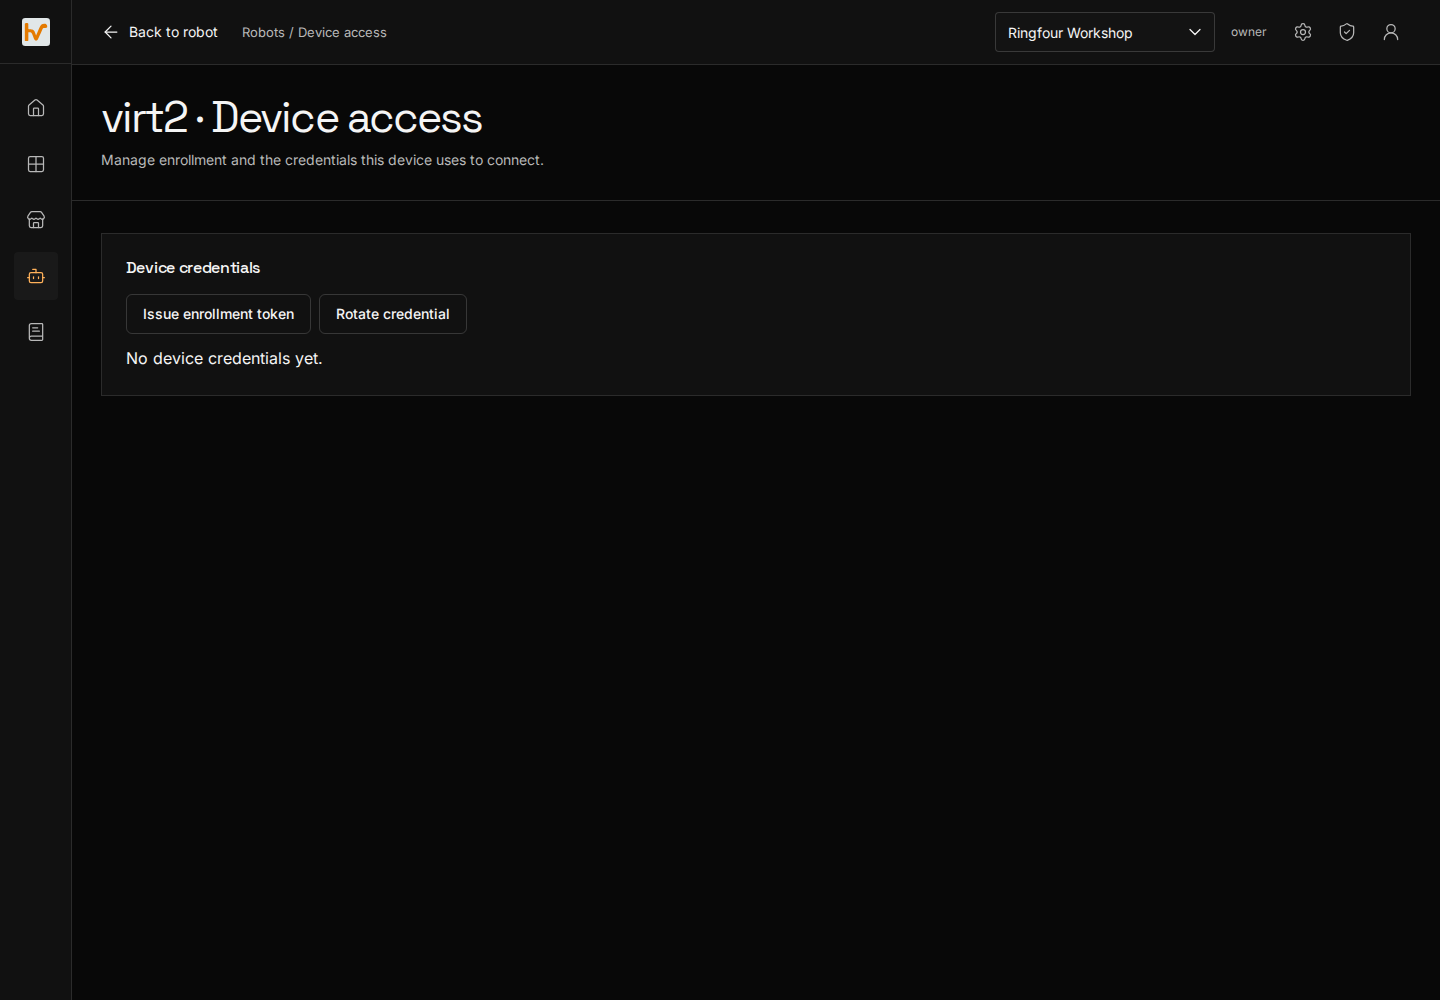 hr
Back to robot
Robots / Device access
Ringfour Workshop
owner
virt2 · Device access
Manage enrollment and the credentials this device uses to connect.
Device credentials
Issue enrollment token
Rotate credential
No device credentials yet.